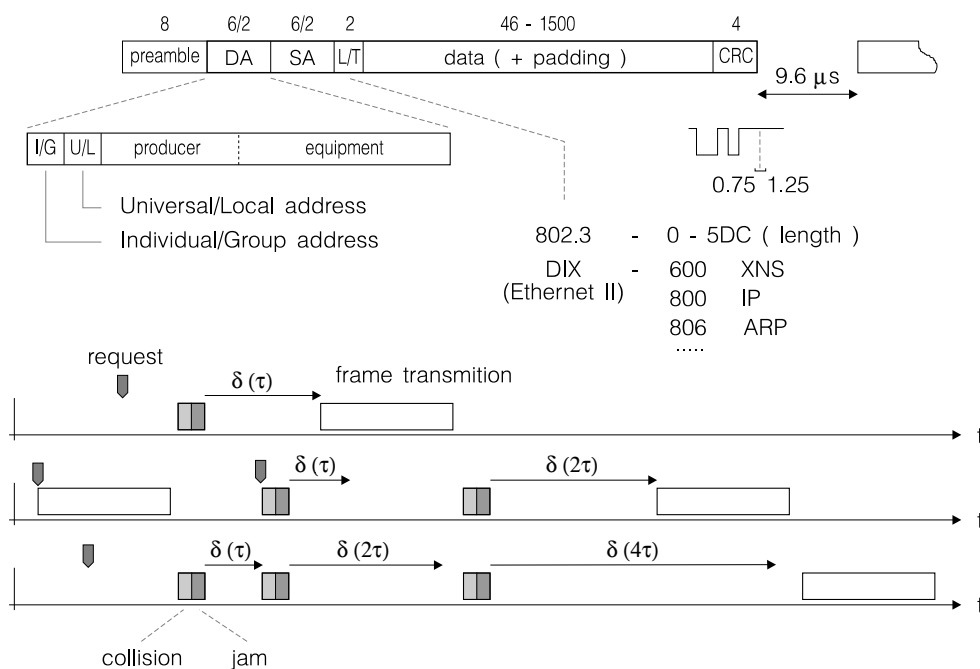 8 6/2 6/2 2 46 - 1500 4
preamble DA SA L/T data ( + padding ) CRC
9.6 μs
I/G U/L producer equipment
0.75 1.25
Universal/Local address
Individual/Group address
802.3 - 0 - 5DC ( length )
DIX - 600 XNS
(Ethernet II) 800 IP
806 ARP
.....
request
δ (τ) frame transmition
t
δ (τ) δ (2τ)
t
δ (τ) δ (2τ) δ (4τ)
t
collision jam